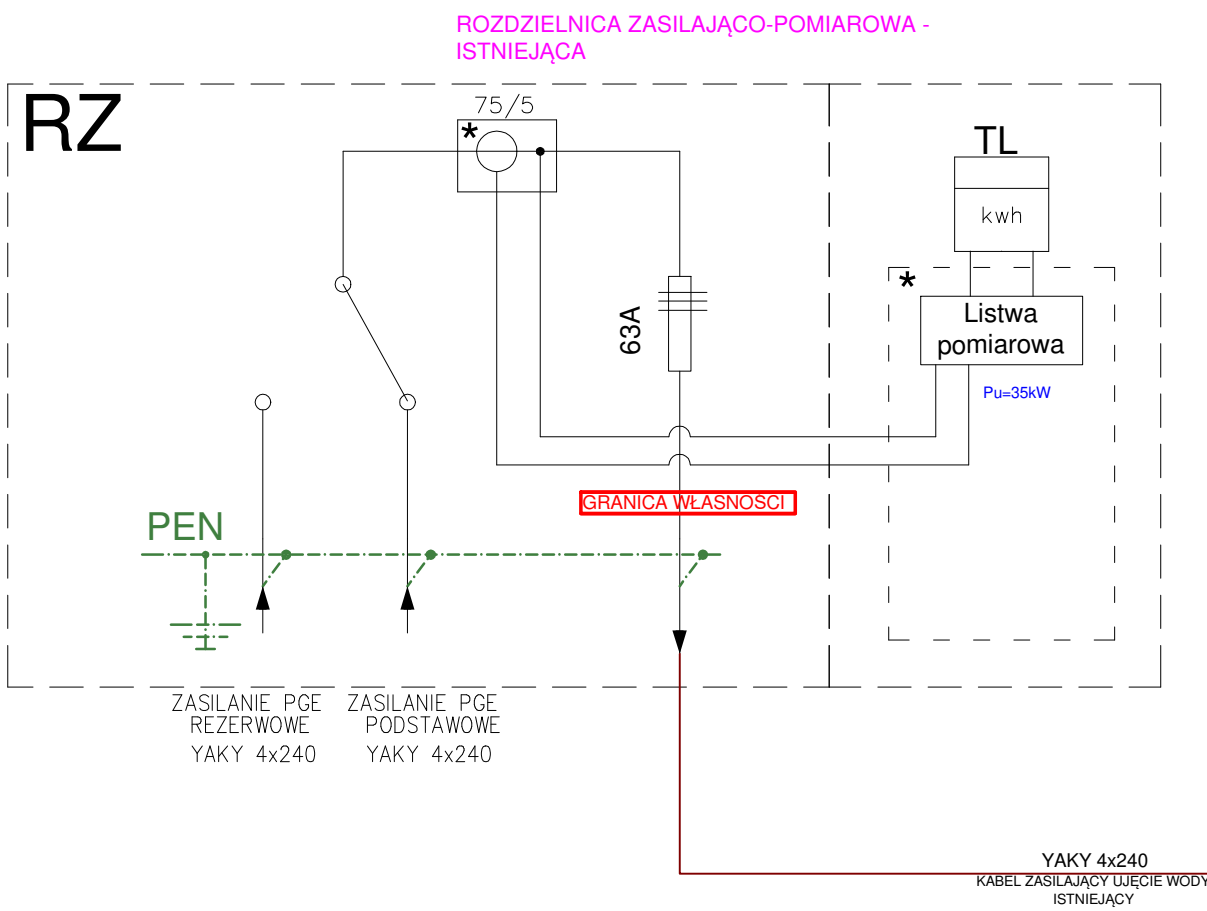 ROZDZIELNICA ZASILAJĄCO-POMIAROWA -
ISTNIEJĄCA
RZ
75/5
*
TL
kwh
*
Listwa
pomiarowa
63A
Pu=35kW
GRANICA WŁASNOŚCI
PEN
ZASILANIE PGE
REZERWOWE
YAKY 4x240
ZASILANIE PGE
PODSTAWOWE
YAKY 4x240
YAKY 4x240
KABEL ZASILAJĄCY UJĘCIE WODY
ISTNIEJĄCY